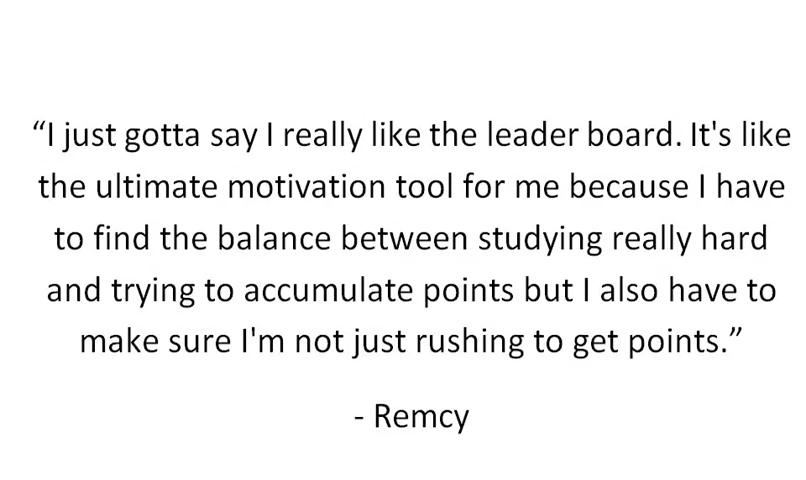 “I just gotta say I really like the leader board. It's like
the ultimate motivation tool for me because I have
to find the balance between studying really hard
and trying to accumulate points but I also have to
make sure I'm not just rushing to get points.”
- Remcy